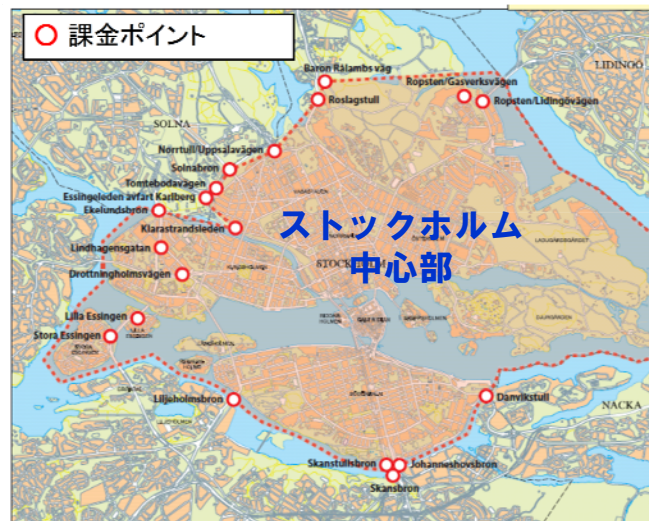 課金ポイント
LIDINGÖ
Baron Rålambs väg
Ropsten/Gasverksvägen
Roslagstull
Ropsten/Lidingövägen
SOLNA
Norrtull/Uppsalavägen
Solnabron
Tomtebodavägen
Essingeleden avfart Karlberg
Ekelundsbron
Klarastrandsleden
ストックホルム
中心部
Lindhagensgatan
STOCKHOLM
Drottningholmsvägen
Lilla Essingen
Stora Essingen
Liljeholmsbron
Danvikstull
NACKA
Skanstullsbron
Johanneshovsbron
Skansbron